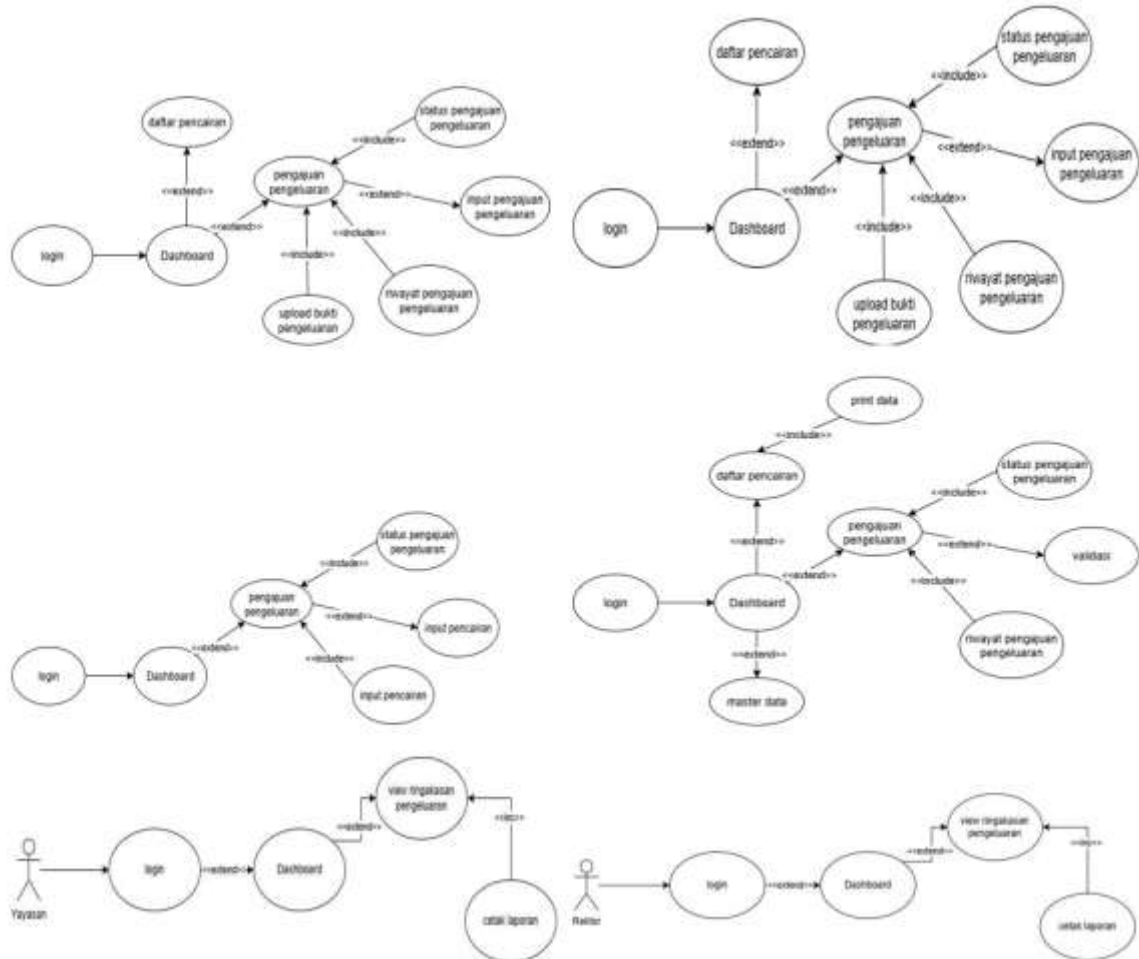 daftar pencairan
<<extend>>
status pengajuan
pengeluaran
<<include>>
pengajuan
pengeluaran
<<extend>>
input pengajuan
pengeluaran
<<extend>>
<<include>>
<<include>>
login
Dashboard
upload bukti
pengeluaran
riwayat pengajuan
pengeluaran
daftar pencairan
<<extend>>
status pengajuan
pengeluaran
<<include>>
pengajuan
pengeluaran
<<extend>>
input pengajuan
pengeluaran
<<extend>>
<<include>>
<<include>>
login
Dashboard
upload bukti
pengeluaran
riwayat pengajuan
pengeluaran
status pengajuan
pengeluaran
<<include>>
pengajuan
pengeluaran
<<extend>>
input pencairan
<<extend>>
<<include>>
login
Dashboard
input pencairan
print data
<<include>>
daftar pencairan
<<extend>>
status pengajuan
pengeluaran
<<include>>
pengajuan
pengeluaran
<<extend>>
validasi
<<extend>>
<<include>>
login
Dashboard
<<extend>>
riwayat pengajuan
pengeluaran
master data
view ringakasan
pengeluaran
<<extend>>
Yayasan
login
<<extend>>
Dashboard
cetak laporan
view ringakasan
pengeluaran
<<extend>>
Rektor
login
<<extend>>
Dashboard
cetak laporan